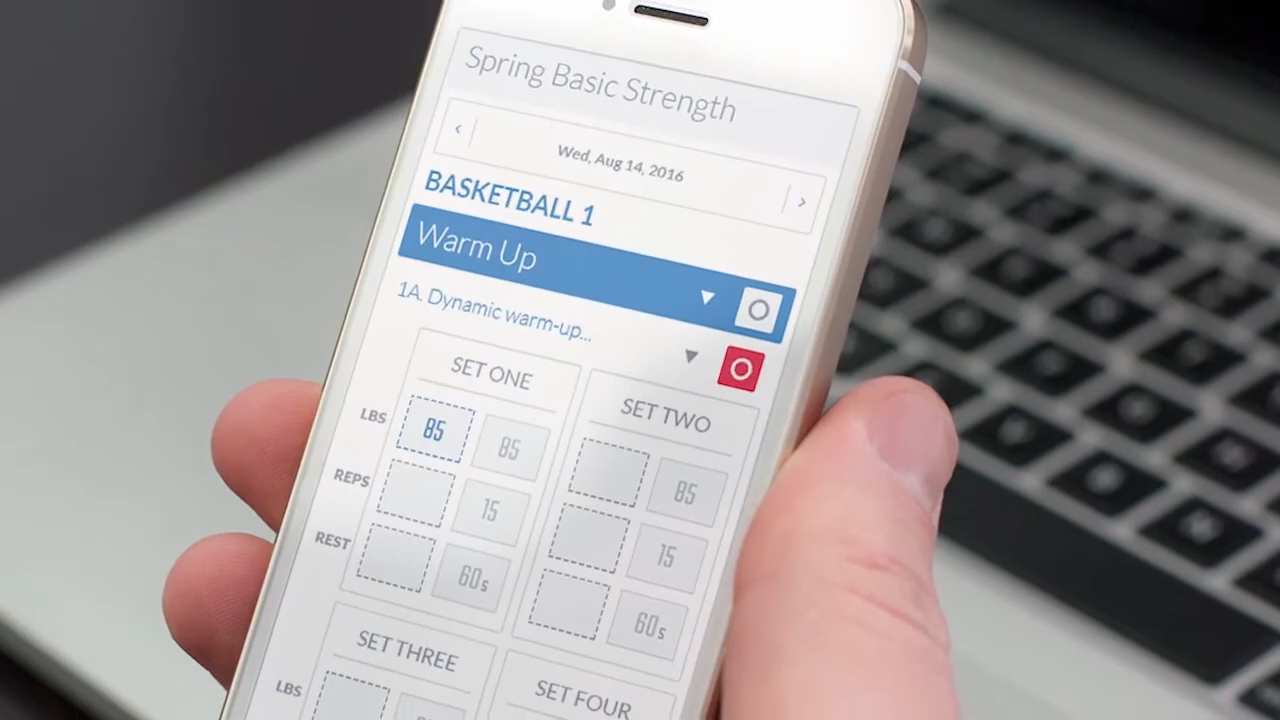 Spring Basic Strength
‹ Wed, Aug 14, 2016 ›
BASKETBALL 1
Warm Up
1A. Dynamic warm-up...
SET ONE
LBS 85 85
REPS 15
REST 60s
SET TWO
85
15
60s
SET THREE
LBS
SET FOUR